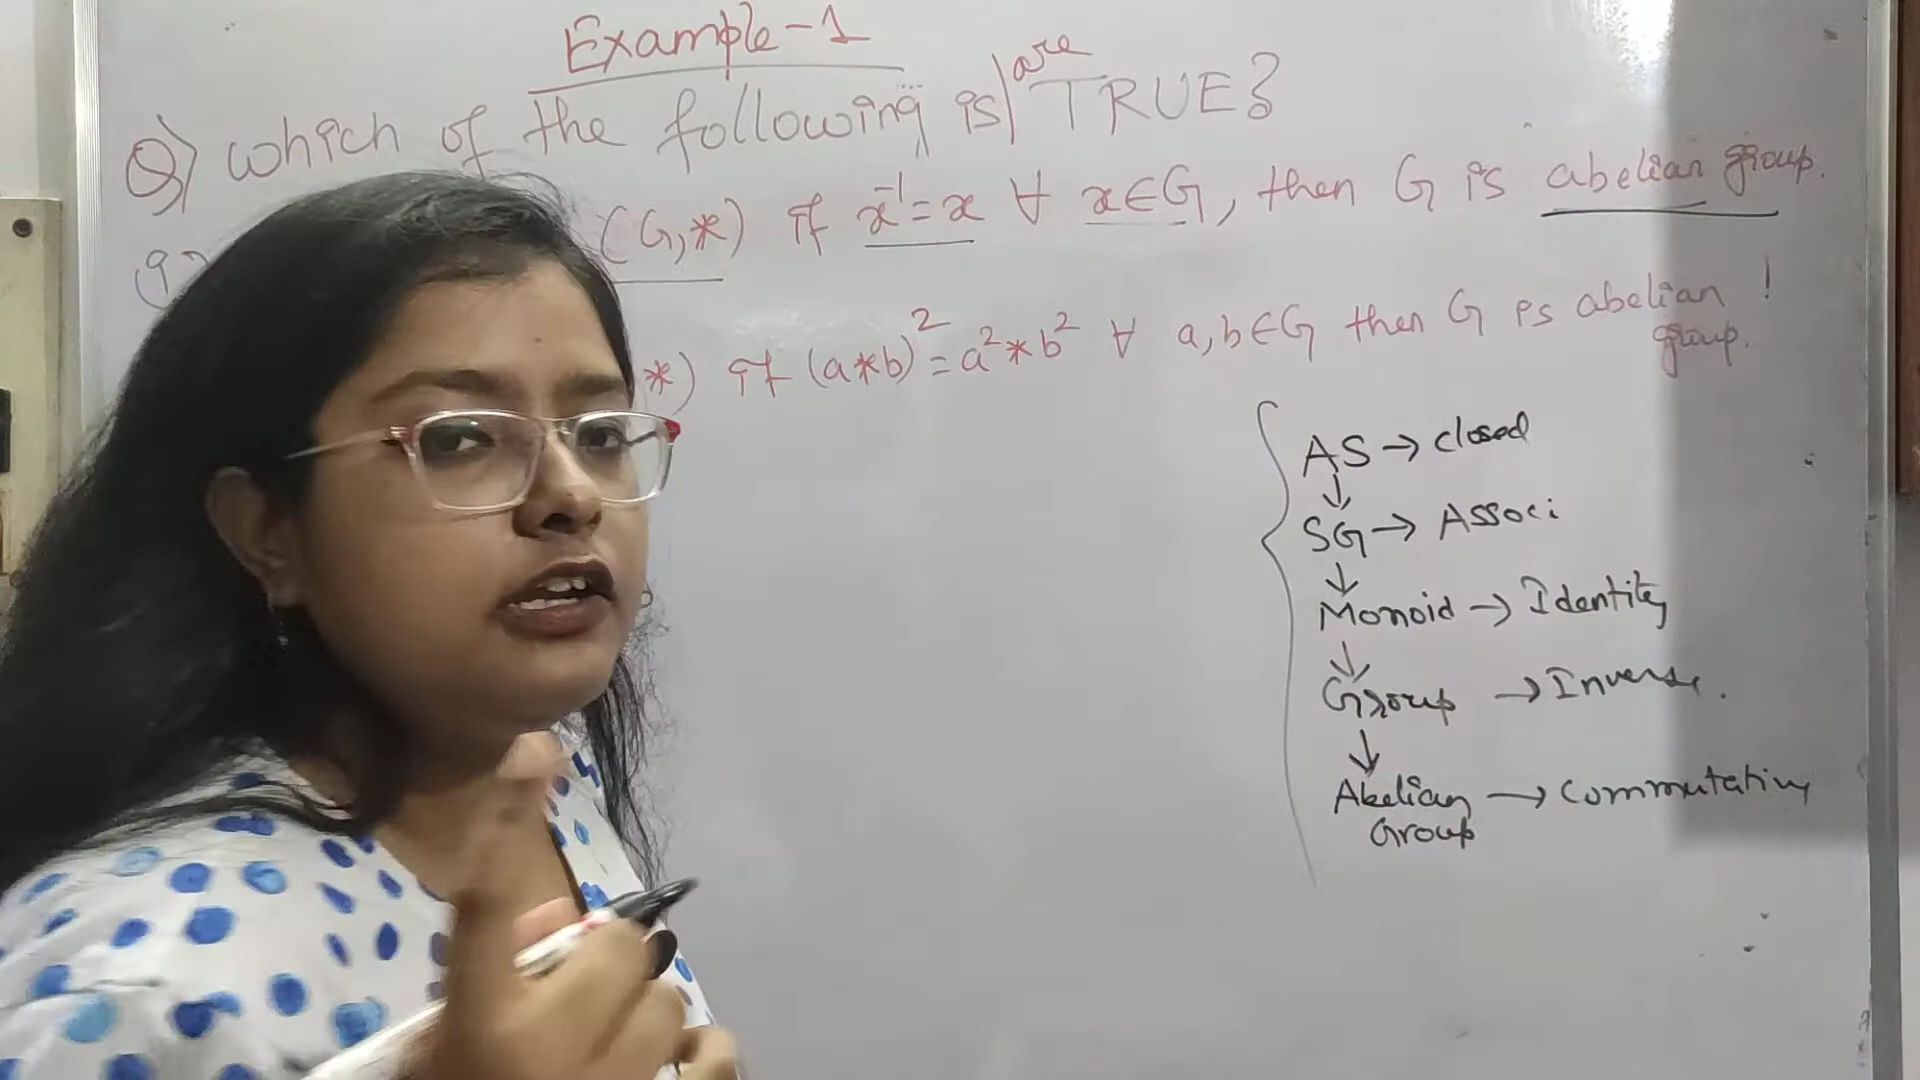 Example-1
Q) which of the following is/are TRUE?
(G,*) if x⁻¹=x ∀ x∈G, then G is abelian group.
*) if (a*b)²=a²*b² ∀ a,b∈G then G is abelian !
group.
AS → closed
↓
SG → Associ
↓
Monoid → Identity
↓
Group → Inverse.
↓
Abelian → Commutative
Group